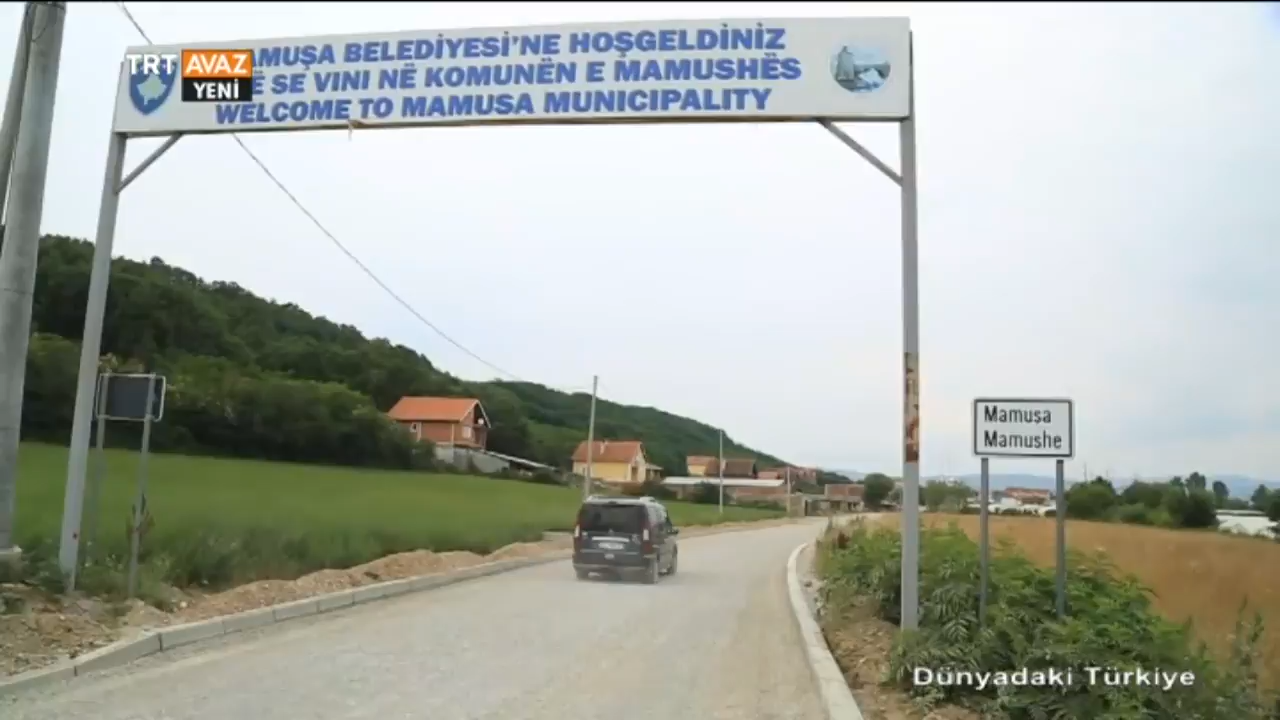 TRT AVAZ
YENİ
BELEDİYESİ'NE HOŞGELDİNİZ
SE VINI NË KOMUNËN E MAMUSHËS
WELCOME TO MAMUSA MUNICIPALITY
Mamuşa
Mamushe
Dünyadaki Türkiye